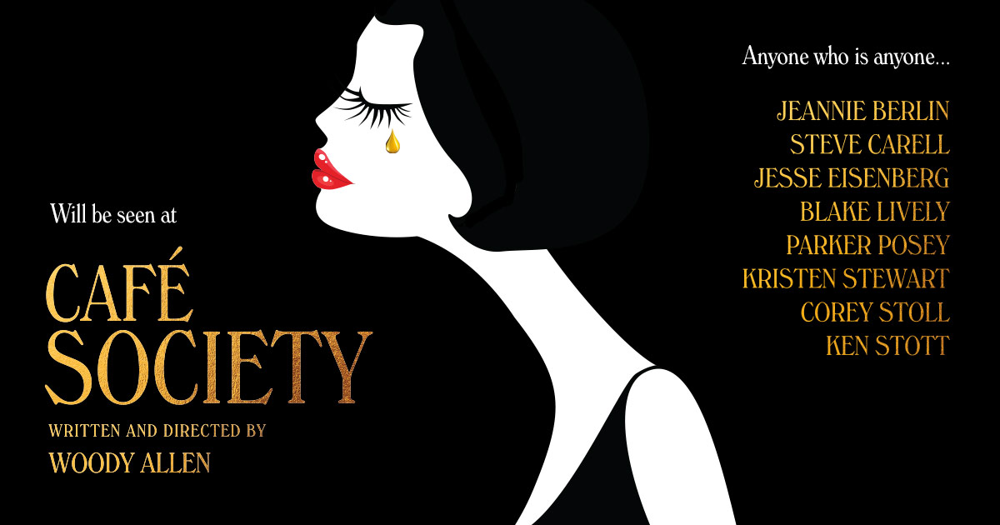 Will be seen at
CAFÉ
SOCIETY
WRITTEN AND DIRECTED BY
WOODY ALLEN
Anyone who is anyone...
JEANNIE BERLIN
STEVE CARELL
JESSE EISENBERG
BLAKE LIVELY
PARKER POSEY
KRISTEN STEWART
COREY STOLL
KEN STOTT